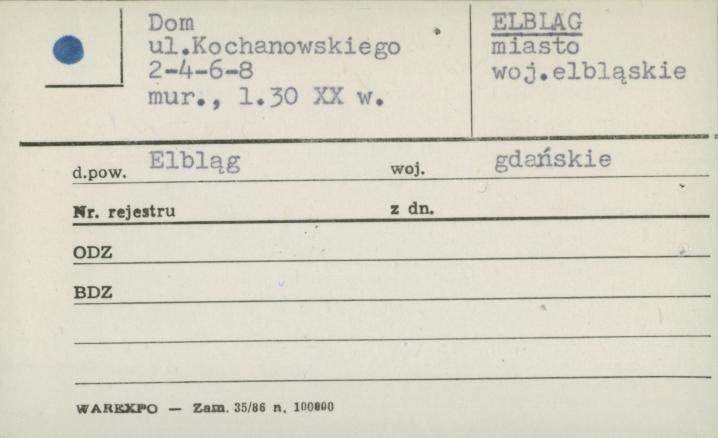 Dom
ul.Kochanowskiego
2-4-6-8
mur., l.30 XX w.
ELBLĄG
miasto
woj.elbląskie
d.pow. Elbląg woj. gdańskie
Nr. rejestru z dn.
ODZ
BDZ
WAREXPO — Zam. 35/86 n. 100000